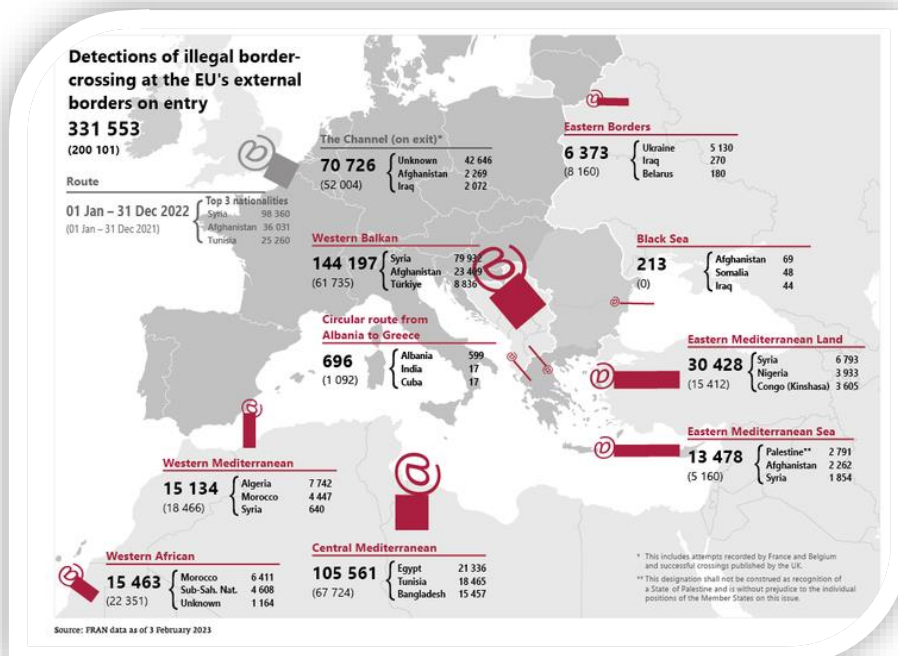 Detections of illegal border-
crossing at the EU's external
borders on entry
331 553
(200 101)
Route
01 Jan – 31 Dec 2022
(01 Jan – 31 Dec 2021)
Top 3 nationalities
Syria 98 360
Afghanistan 36 031
Tunisia 25 260
The Channel (on exit)*
70 726
(52 004)
Unknown 42 646
Afghanistan 2 269
Iraq 2 072
Eastern Borders
6 373
(8 160)
Ukraine 5 130
Iraq 270
Belarus 180
Western Balkan
144 197
(61 735)
Syria 79 932
Afghanistan 23 409
Türkiye 8 836
Black Sea
213
(0)
Afghanistan 69
Somalia 48
Iraq 44
Circular route from
Albania to Greece
696
(1 092)
Albania 599
India 17
Cuba 17
Eastern Mediterranean Land
30 428
(15 412)
Syria 6 793
Nigeria 3 933
Congo (Kinshasa) 3 605
Eastern Mediterranean Sea
13 478
(5 160)
Palestine** 2 791
Afghanistan 2 262
Syria 1 854
Western Mediterranean
15 134
(18 466)
Algeria 7 742
Morocco 4 447
Syria 640
Western African
15 463
(22 351)
Morocco 6 411
Sub-Sah. Nat. 4 608
Unknown 1 164
Central Mediterranean
105 561
(67 724)
Egypt 21 336
Tunisia 18 465
Bangladesh 15 457
* This includes attempts recorded by France and Belgium
and successful crossings published by the UK.
** This designation shall not be construed as recognition of
a State of Palestine and is without prejudice to the individual
positions of the Member States on this issue.
Source: FRAN data as of 3 February 2023